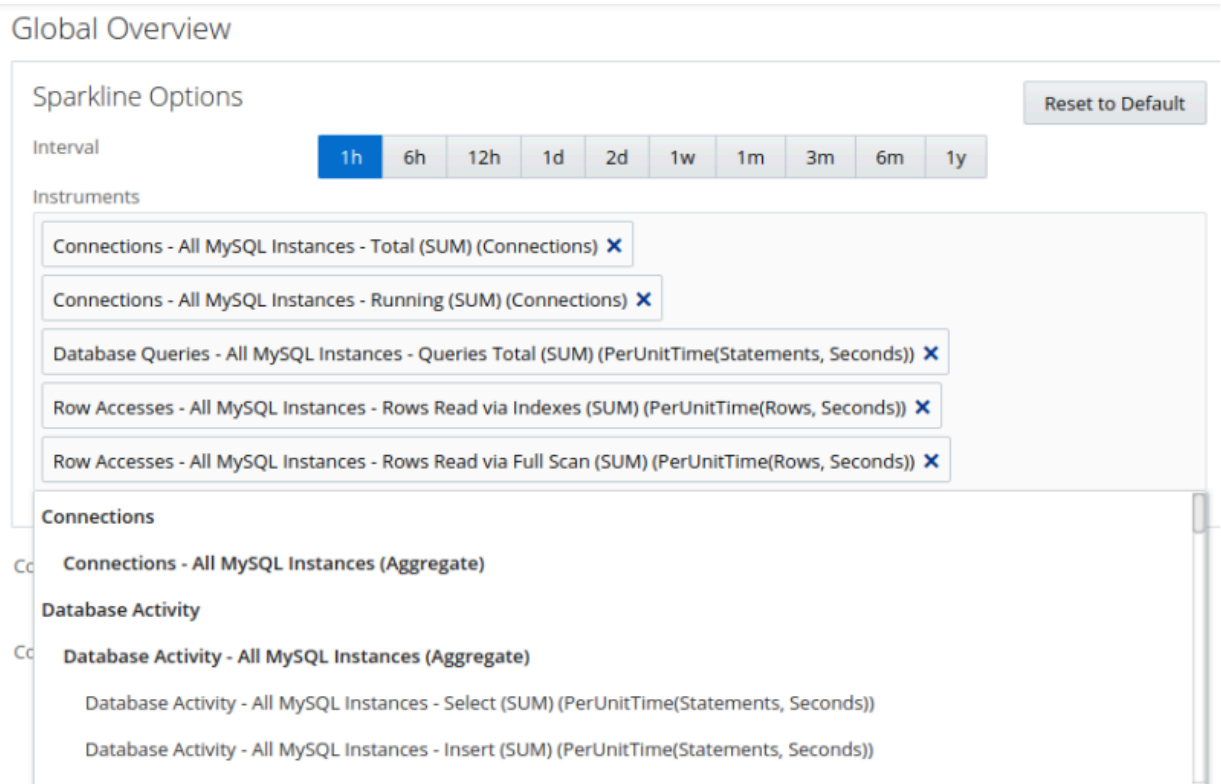 Global Overview
Sparkline Options
Reset to Default
Interval
1h 6h 12h 1d 2d 1w 1m 3m 6m 1y
Instruments
Connections - All MySQL Instances - Total (SUM) (Connections) ✕
Connections - All MySQL Instances - Running (SUM) (Connections) ✕
Database Queries - All MySQL Instances - Queries Total (SUM) (PerUnitTime(Statements, Seconds)) ✕
Row Accesses - All MySQL Instances - Rows Read via Indexes (SUM) (PerUnitTime(Rows, Seconds)) ✕
Row Accesses - All MySQL Instances - Rows Read via Full Scan (SUM) (PerUnitTime(Rows, Seconds)) ✕
Connections
Connections - All MySQL Instances (Aggregate)
Database Activity
Database Activity - All MySQL Instances (Aggregate)
Database Activity - All MySQL Instances - Select (SUM) (PerUnitTime(Statements, Seconds))
Database Activity - All MySQL Instances - Insert (SUM) (PerUnitTime(Statements, Seconds))